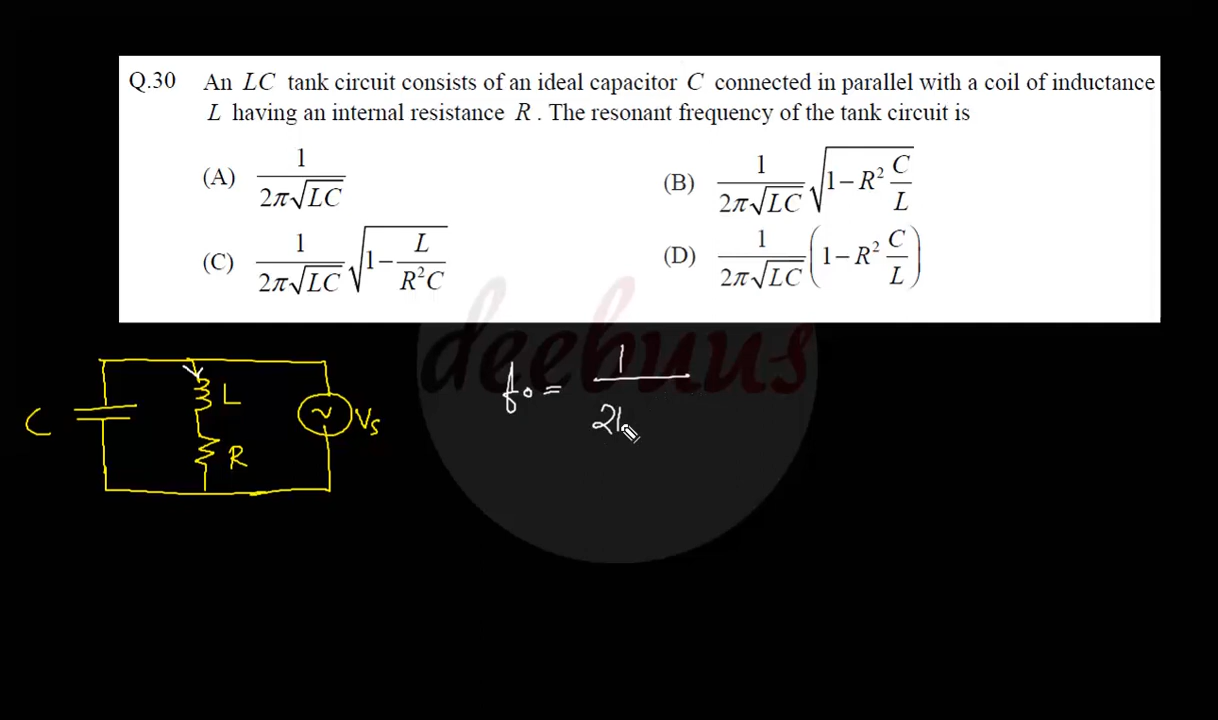 Q.30 An LC tank circuit consists of an ideal capacitor C connected in parallel with a coil of inductance
L having an internal resistance R . The resonant frequency of the tank circuit is
(A) 1/(2π√LC)
(B) 1/(2π√LC) √(1 − R² C/L)
(C) 1/(2π√LC) √(1 − L/(R²C))
(D) 1/(2π√LC) (1 − R² C/L)
deebuus
f₀ = 1/2
C
L
R
~ Vs